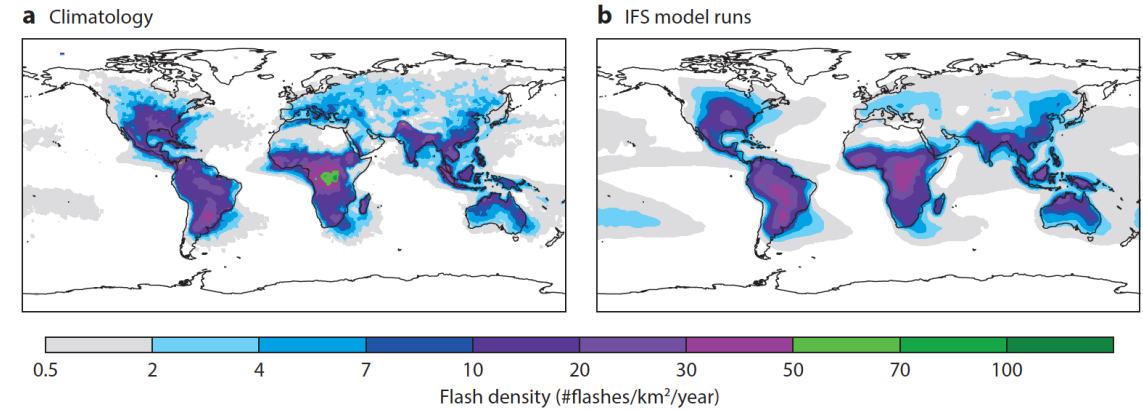 a Climatology
b IFS model runs
0.5 2 4 7 10 20 30 50 70 100
Flash density (#flashes/km²/year)